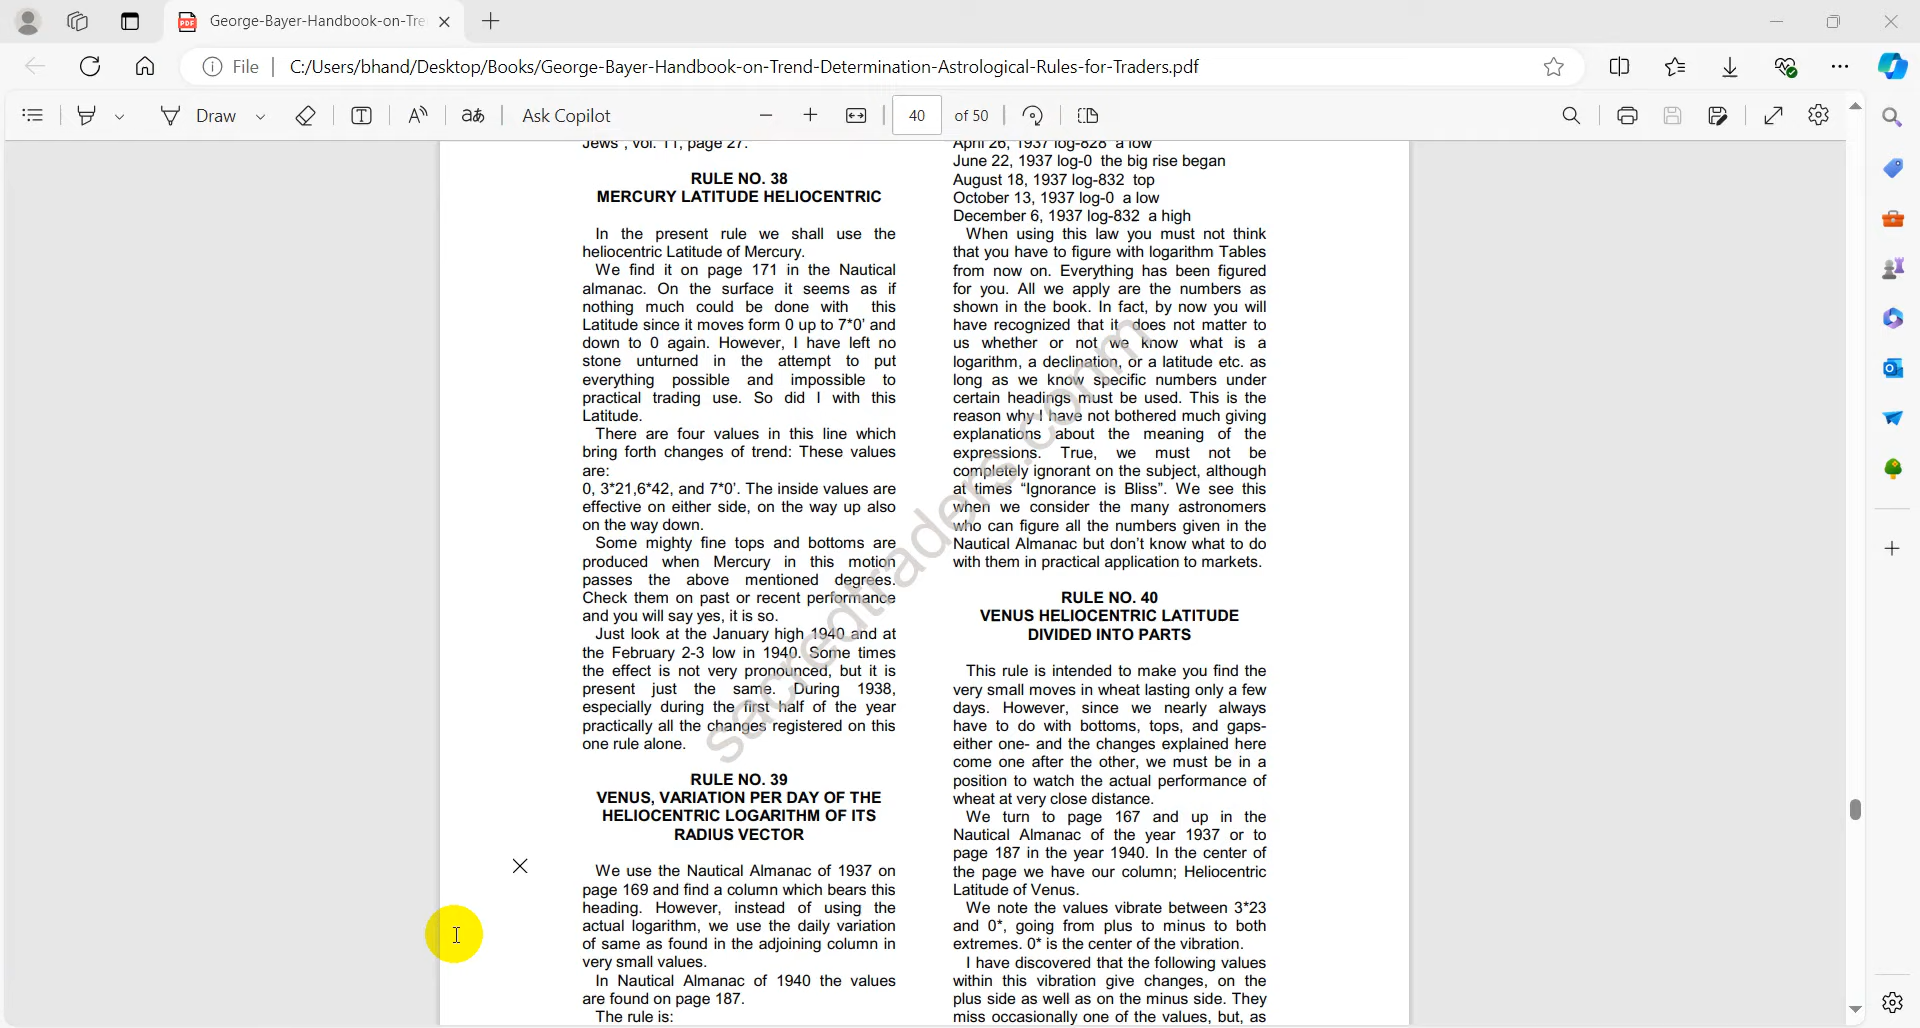 George-Bayer-Handbook-on-Tre
File
C:/Users/bhand/Desktop/Books/George-Bayer-Handbook-on-Trend-Determination-Astrological-Rules-for-Traders.pdf
Draw
Ask Copilot
40
of 50
Jews , vol. 11, page 27.
RULE NO. 38
MERCURY LATITUDE HELIOCENTRIC
In the present rule we shall use the
heliocentric Latitude of Mercury.
We find it on page 171 in the Nautical
almanac. On the surface it seems as if
nothing much could be done with this
Latitude since it moves form 0 up to 7*0' and
down to 0 again. However, I have left no
stone unturned in the attempt to put
everything possible and impossible to
practical trading use. So did I with this
Latitude.
There are four values in this line which
bring forth changes of trend: These values
are:
0, 3*21,6*42, and 7*0'. The inside values are
effective on either side, on the way up also
on the way down.
Some mighty fine tops and bottoms are
produced when Mercury in this motion
passes the above mentioned degrees.
Check them on past or recent performance
and you will say yes, it is so.
Just look at the January high 1940 and at
the February 2-3 low in 1940. Some times
the effect is not very pronounced, but it is
present just the same. During 1938,
especially during the first half of the year
practically all the changes registered on this
one rule alone.
RULE NO. 39
VENUS, VARIATION PER DAY OF THE
HELIOCENTRIC LOGARITHM OF ITS
RADIUS VECTOR
We use the Nautical Almanac of 1937 on
page 169 and find a column which bears this
heading. However, instead of using the
actual logarithm, we use the daily variation
of same as found in the adjoining column in
very small values.
In Nautical Almanac of 1940 the values
are found on page 187.
The rule is:
April 26, 1937 log-828 a low
June 22, 1937 log-0 the big rise began
August 18, 1937 log-832 top
October 13, 1937 log-0 a low
December 6, 1937 log-832 a high
When using this law you must not think
that you have to figure with logarithm Tables
from now on. Everything has been figured
for you. All we apply are the numbers as
shown in the book. In fact, by now you will
have recognized that it does not matter to
us whether or not we know what is a
logarithm, a declination, or a latitude etc. as
long as we know specific numbers under
certain headings must be used. This is the
reason why I have not bothered much giving
explanations about the meaning of the
expressions. True, we must not be
completely ignorant on the subject, although
at times “Ignorance is Bliss”. We see this
when we consider the many astronomers
who can figure all the numbers given in the
Nautical Almanac but don’t know what to do
with them in practical application to markets.
RULE NO. 40
VENUS HELIOCENTRIC LATITUDE
DIVIDED INTO PARTS
This rule is intended to make you find the
very small moves in wheat lasting only a few
days. However, since we nearly always
have to do with bottoms, tops, and gaps-
either one- and the changes explained here
come one after the other, we must be in a
position to watch the actual performance of
wheat at very close distance.
We turn to page 167 and up in the
Nautical Almanac of the year 1937 or to
page 187 in the year 1940. In the center of
the page we have our column; Heliocentric
Latitude of Venus.
We note the values vibrate between 3*23
and 0*, going from plus to minus to both
extremes. 0* is the center of the vibration.
I have discovered that the following values
within this vibration give changes, on the
plus side as well as on the minus side. They
miss occasionally one of the values, but, as
sacredtraders.com